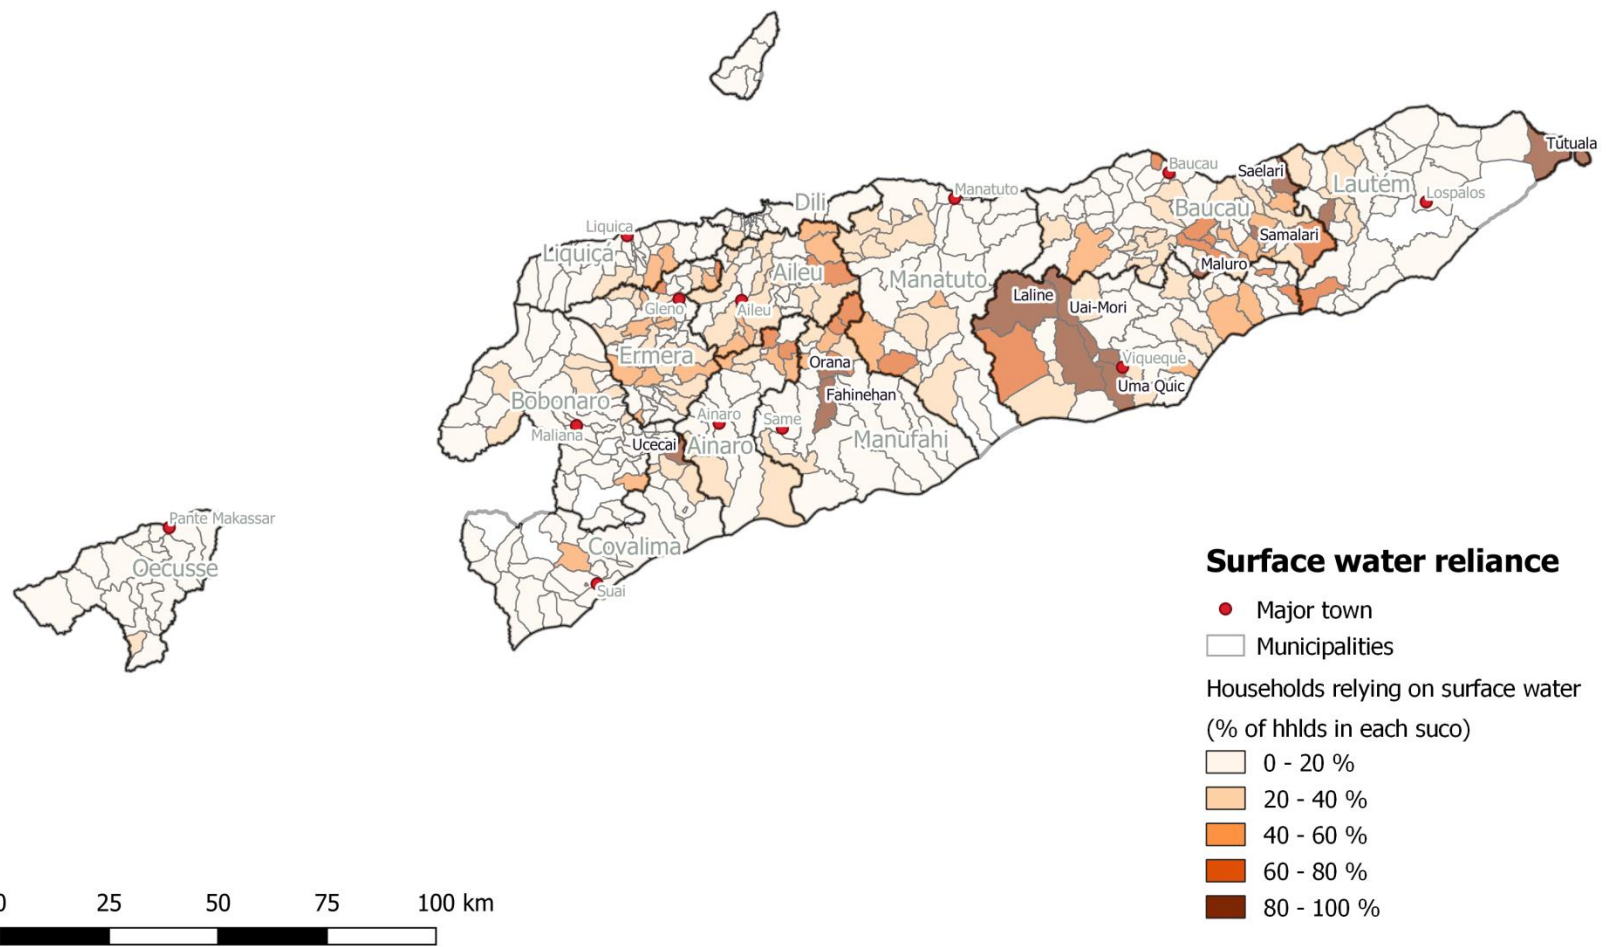 Tutuala
Baucau
Saelari
Lautém
Lospalos
Manatuto
Dili
Baucau
Liquica
Samalari
Liquiçá
Maluro
Aileu
Manatuto
Laline
Uai-Mori
Gleno
Aileu
Ermera
Orana
Viqueque
Uma Quic
Fahinehan
Bobonaro
Ainaro
Same
Maliana
Ucecai
Ainaro
Manufahi
Pante Makassar
Covalima
Oecusse
Suai
Surface water reliance
Major town
Municipalities
Households relying on surface water
(% of hhlds in each suco)
0 - 20 %
20 - 40 %
40 - 60 %
60 - 80 %
80 - 100 %
0 25 50 75 100 km